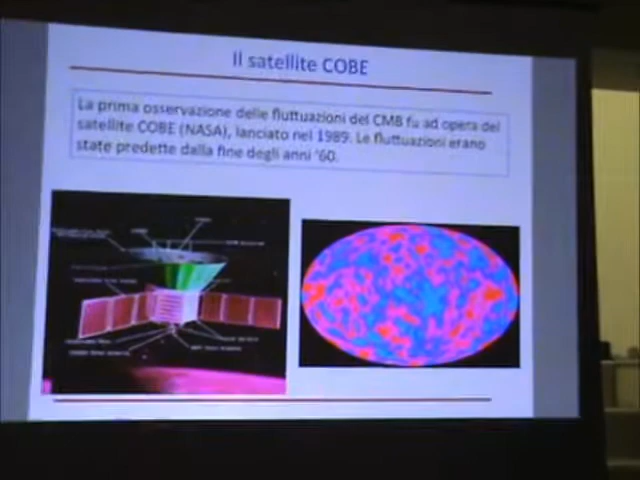 Il satellite COBE
La prima osservazione delle fluttuazioni del CMB fu ad opera del
satellite COBE (NASA), lanciato nel 1989. Le fluttuazioni erano
state predette dalla fine degli anni '60.